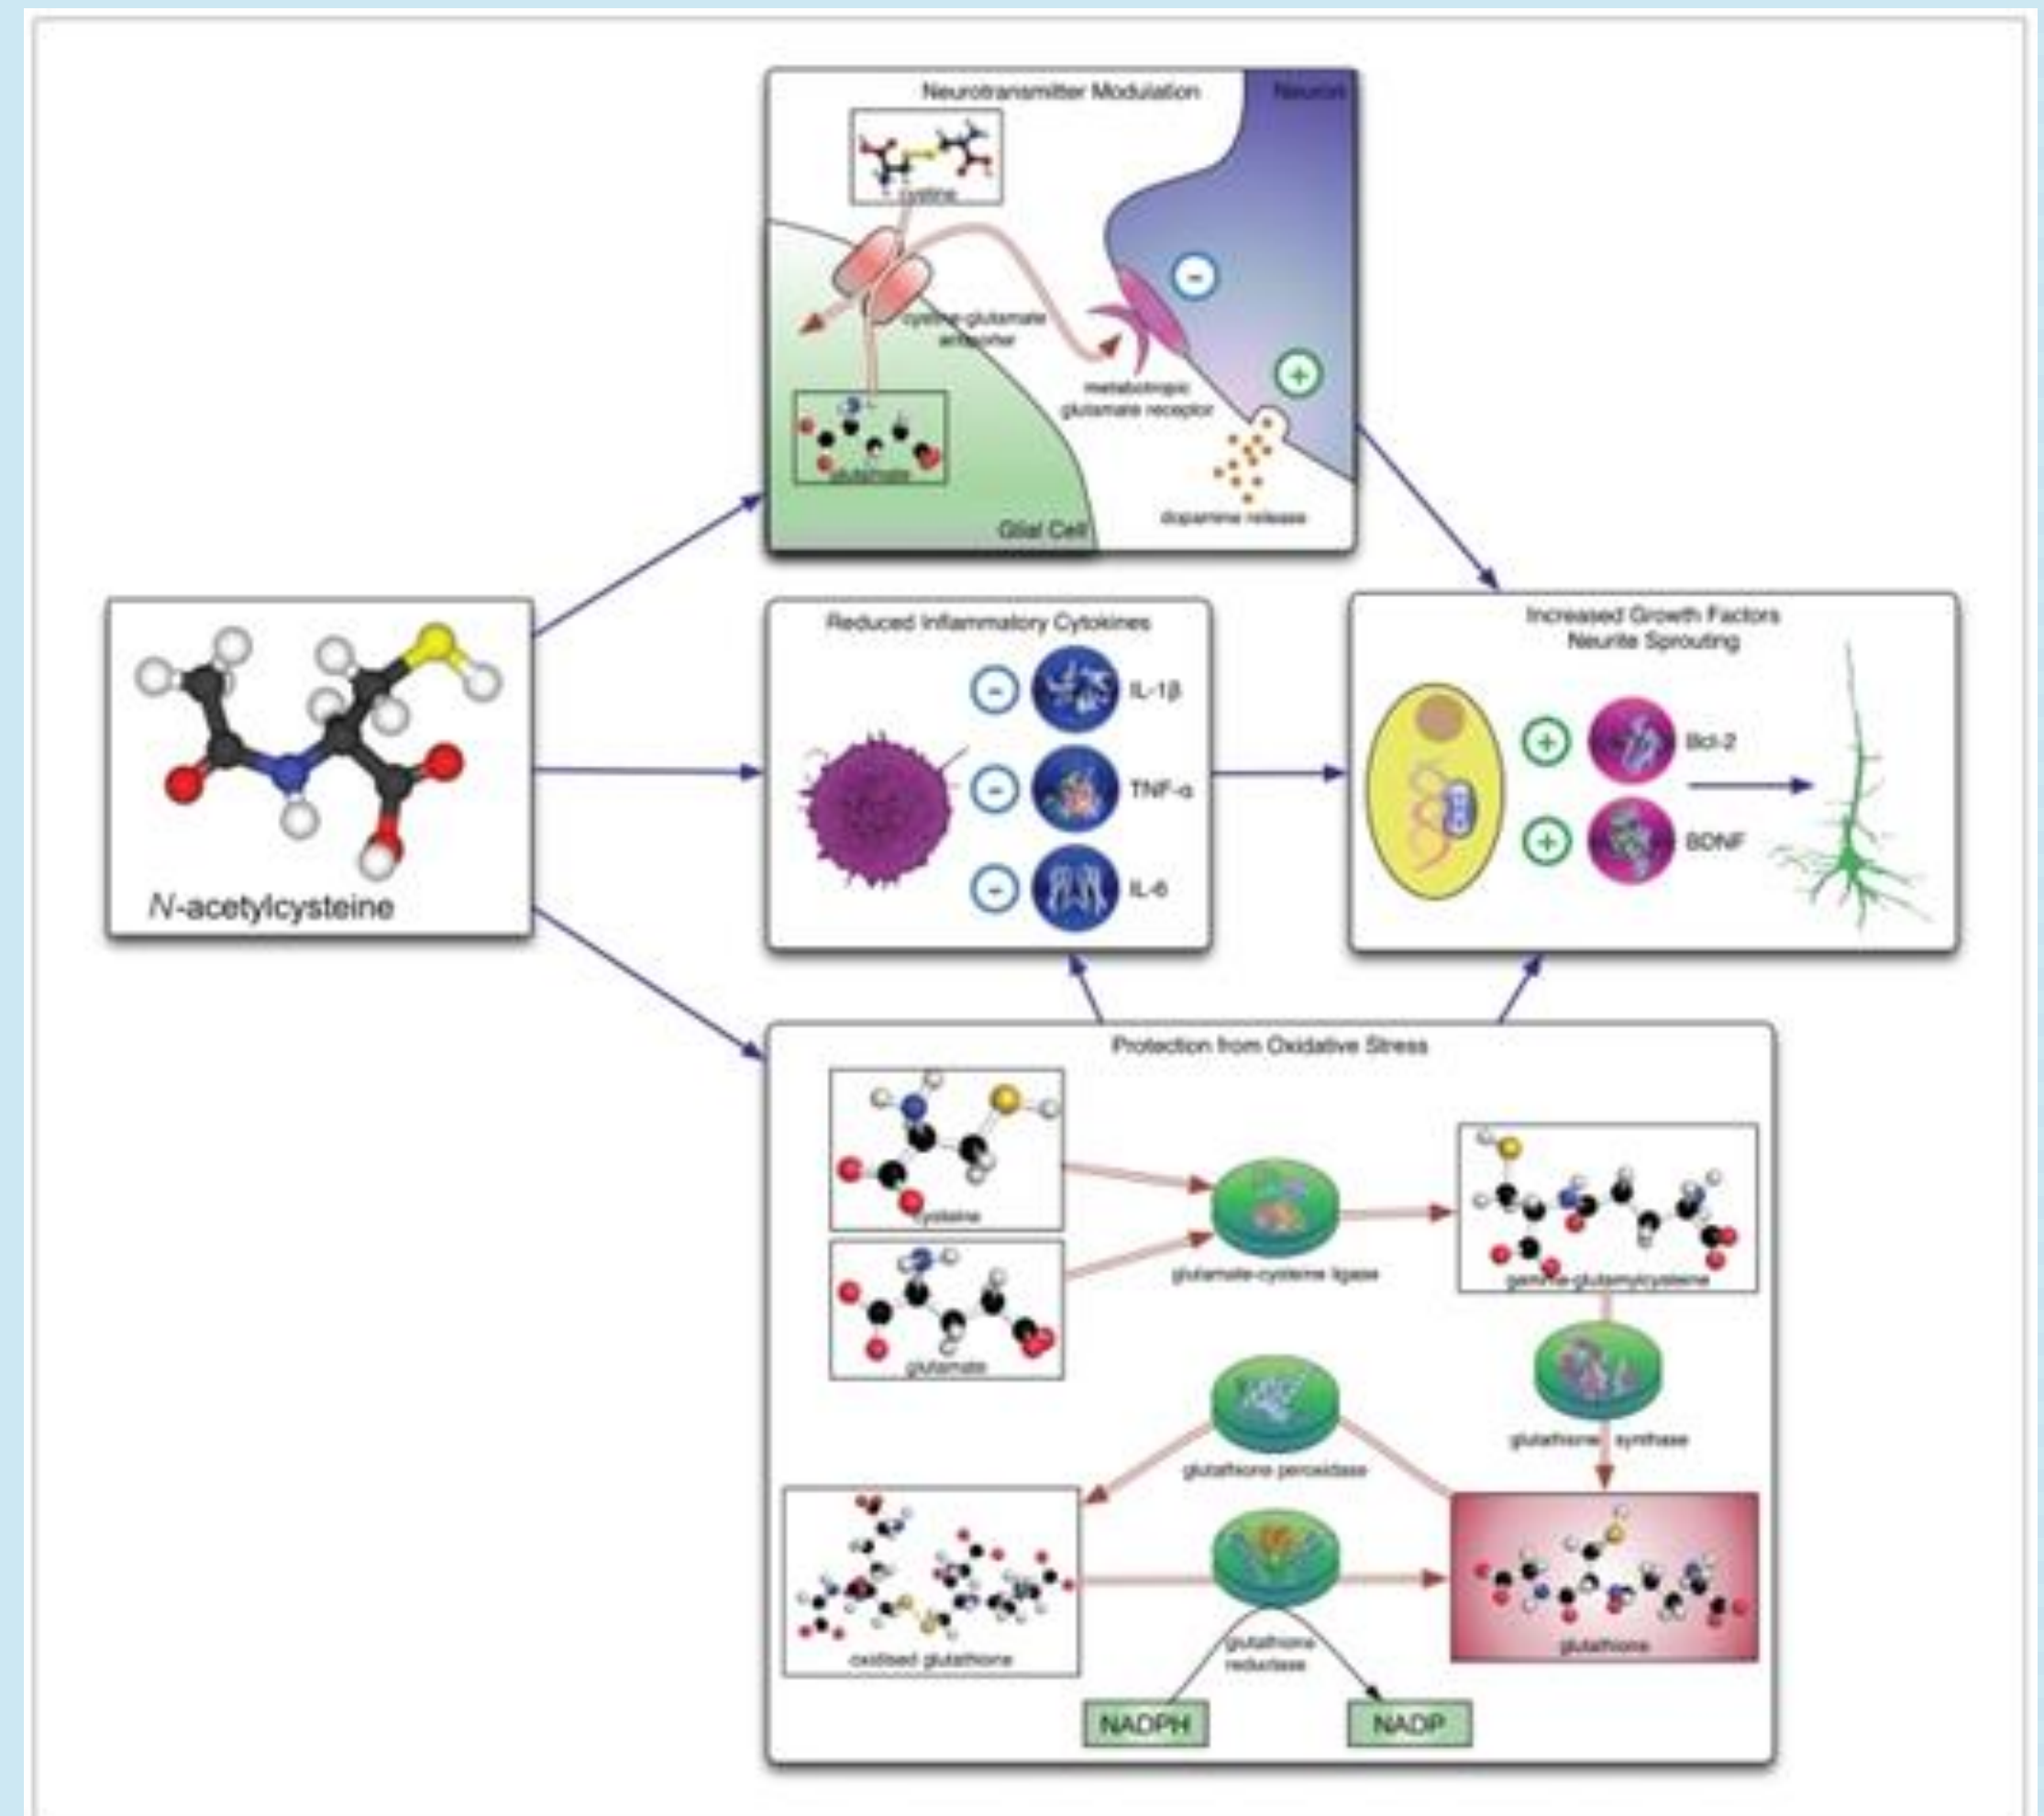 Neurotransmitter Modulation
Neuron
cystine
cystine-glutamate
antiporter
metabotropic
glutamate receptor
glutamate
dopamine release
Glial Cell
N-acetylcysteine
Reduced Inflammatory Cytokines
- IL-1β
- TNF-α
- IL-6
Increased Growth Factors
Neurite Sprouting
+ Bcl-2
+ BDNF
Protection from Oxidative Stress
cysteine
glutamate
glutamate-cysteine ligase
gamma-glutamylcysteine
glutathione synthase
glutathione peroxidase
oxidised glutathione
glutathione
reductase
glutathione
NADPH
NADP